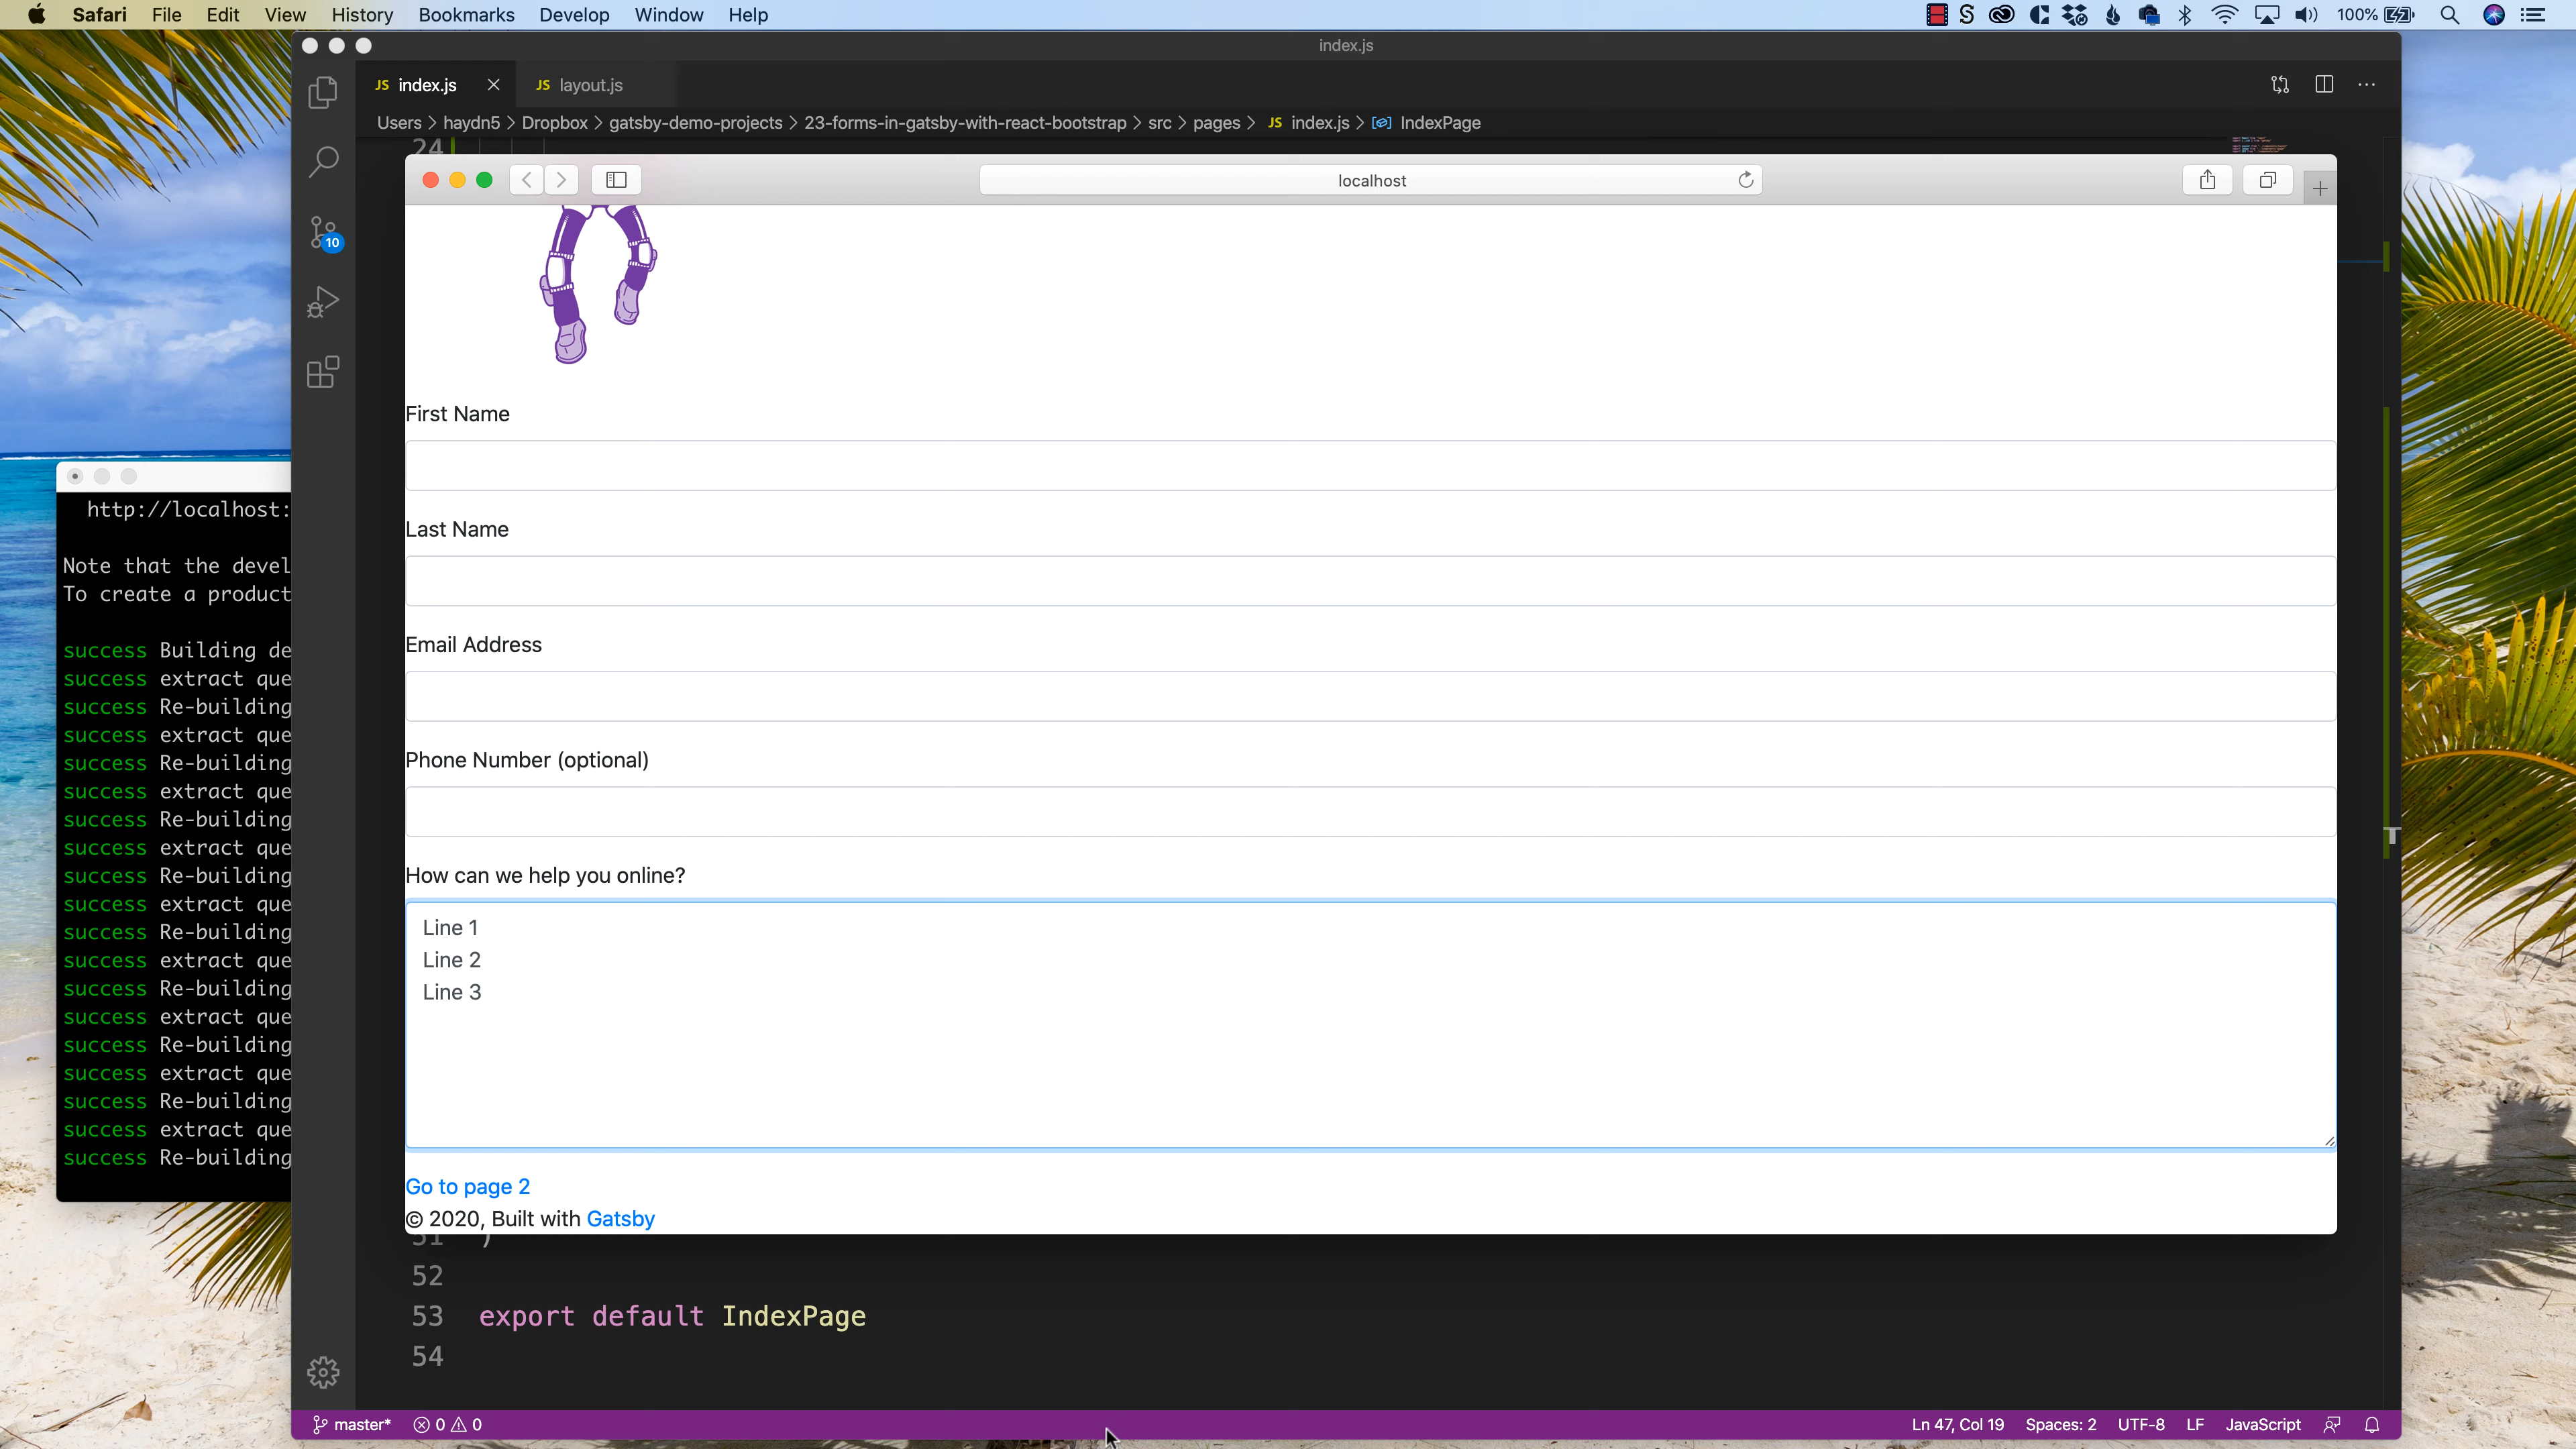 Safari File Edit View History Bookmarks Develop Window Help
100%
index.js
JS index.js
JS layout.js
Users > haydn5 > Dropbox > gatsby-demo-projects > 23-forms-in-gatsby-with-react-bootstrap > src > pages > JS index.js > IndexPage
24
10
localhost
First Name
Last Name
Email Address
Phone Number (optional)
How can we help you online?
Line 1
Line 2
Line 3
Go to page 2
© 2020, Built with Gatsby
http://localhost:
Note that the devel
To create a product
success Building de
success extract que
success Re-building
success extract que
success Re-building
success extract que
success Re-building
success extract que
success Re-building
success extract que
success Re-building
success extract que
success Re-building
success extract que
success Re-building
success extract que
success Re-building
success extract que
success Re-building
51 )
52
53 export default IndexPage
54
master* 0 0
Ln 47, Col 19 Spaces: 2 UTF-8 LF JavaScript